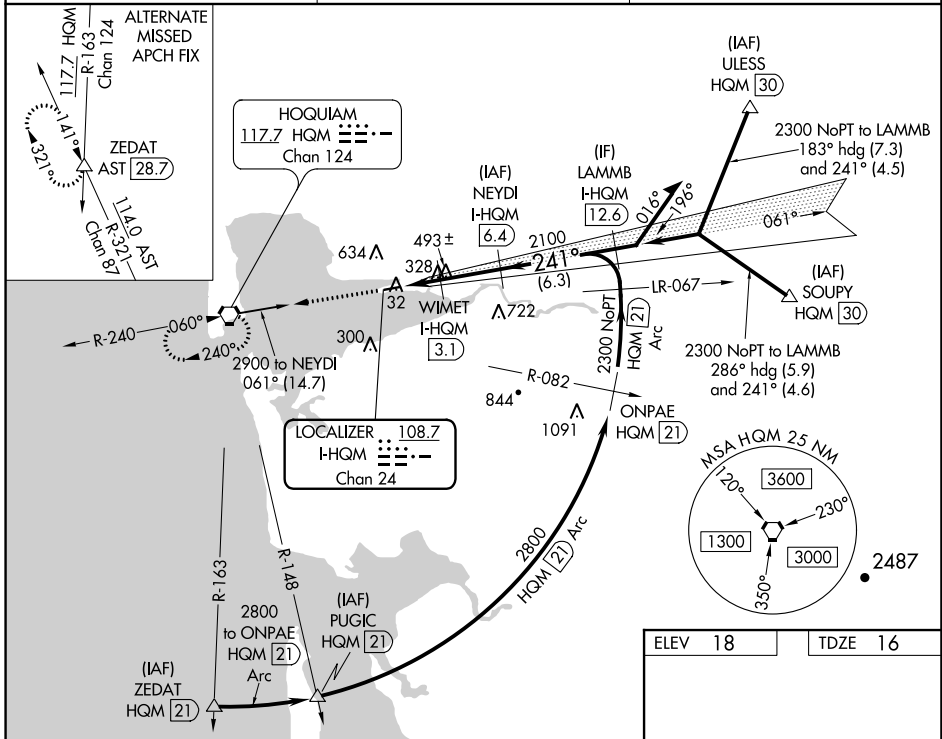 ALTERNATE
MISSED
APCH FIX
117.7 HQM
R-163
Chan 124
141°
321°
ZEDAT
AST 28.7
114.0 AST
R-321
Chan 87
HOQUIAM
117.7 HQM
Chan 124
(IAF)
ULESS
HQM 30
2300 NoPT to LAMMB
183° hdg (7.3)
and 241° (4.5)
(IF)
LAMMB
I-HQM
12.6
(IAF)
NEYDI
I-HQM
6.4
016°
196°
061°
2100
241°
(6.3)
634
493±
328
32
WIMET
I-HQM
3.1
722
LR-067
(IAF)
SOUPY
HQM 30
R-240
060°
240°
2900 to NEYDI
061° (14.7)
300
2300 NoPT
HQM 21
Arc
2300 NoPT to LAMMB
286° hdg (5.9)
and 241° (4.6)
R-082
844
1091
ONPAE
HQM 21
LOCALIZER 108.7
I-HQM
Chan 24
MSA HQM 25 NM
120°
3600
230°
1300
3000
350°
2487
2800
HQM 21 Arc
R-163
R-148
2800
to ONPAE
HQM 21
Arc
(IAF)
PUGIC
HQM 21
(IAF)
ZEDAT
HQM 21
ELEV 18
TDZE 16